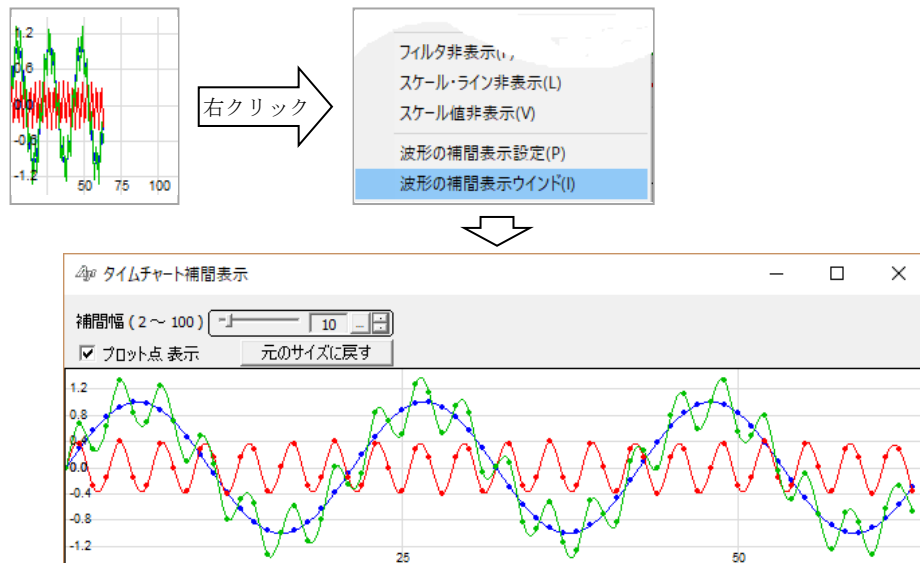 1.2
0.6
0.0
-0.6
-1.2
50 75 100
右クリック
フィルタ非表示
スケール・ライン非表示(L)
スケール値非表示(V)
波形の補間表示設定(P)
波形の補間表示ウインド(I)
タイムチャート補間表示
補間幅 ( 2 ～ 100 ) 10 ...
プロット点 表示 元のサイズに戻す
1.2
0.8
0.4
0.0
-0.4
-0.8
-1.2
25 50